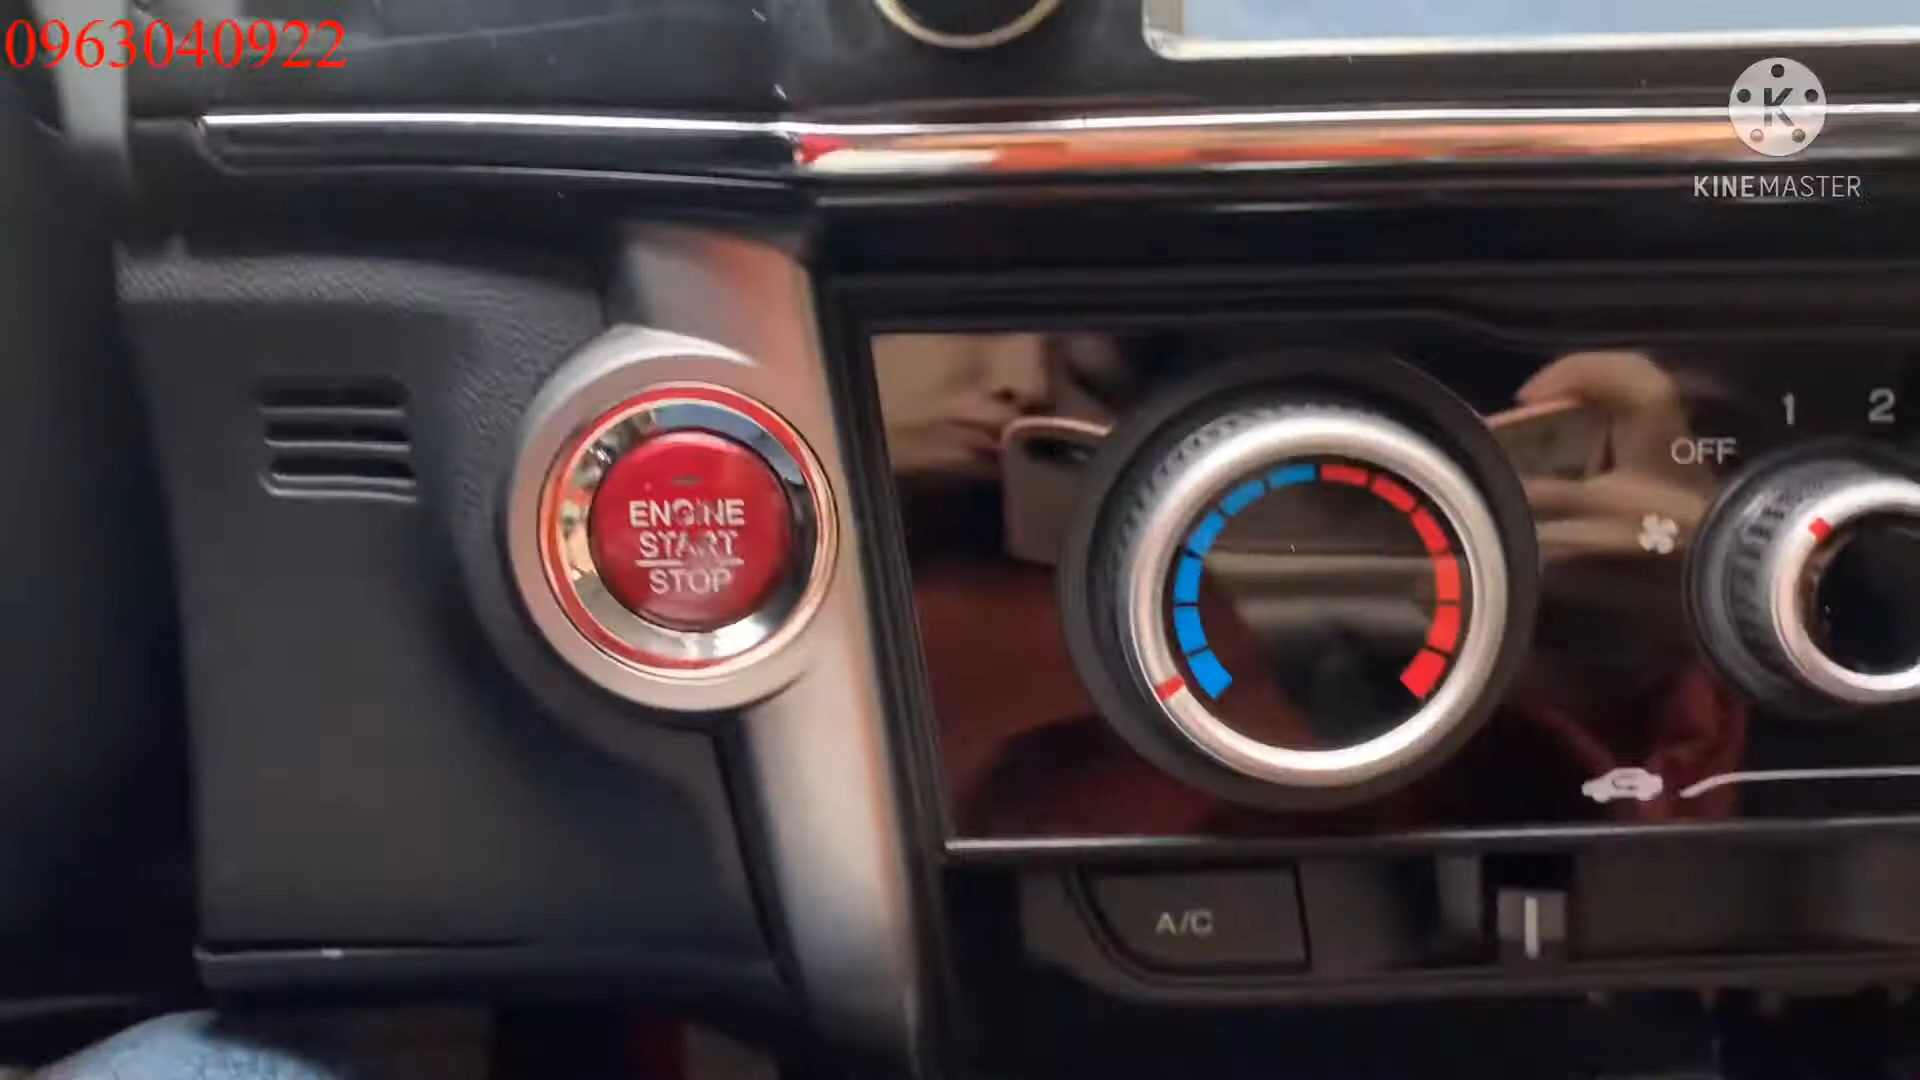 0963040922
K
KINEMASTER
1 2
OFF
ENGINE
START
STOP
A/C